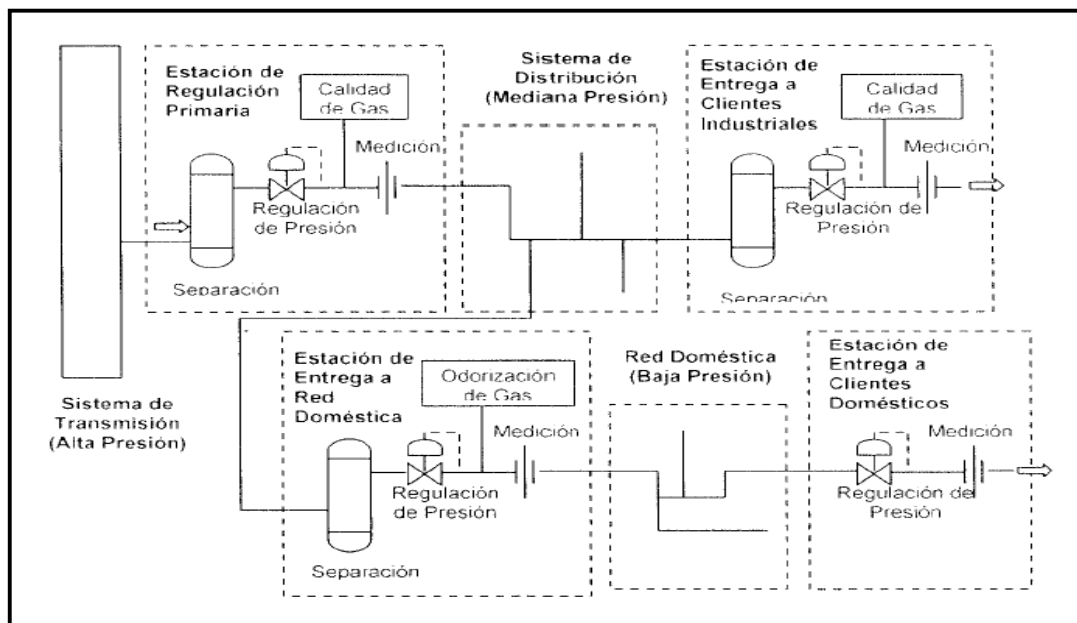 Estación de
Regulación
Primaria
Calidad
de Gas
Medición
Regulación
de Presión
Separación
Sistema de
Distribución
(Mediana Presión)
Estación de
Entrega a
Clientes
Industriales
Calidad
de Gas
Medición
Regulación de
Presión
Separación
Sistema de
Transmisión
(Alta Presión)
Estación de
Entrega a
Red
Doméstica
Odorización
de Gas
Medición
Regulación
de Presión
Separación
Red Doméstica
(Baja Presión)
Estación de
Entrega a
Clientes
Domésticos
Medición
Regulación de
Presión